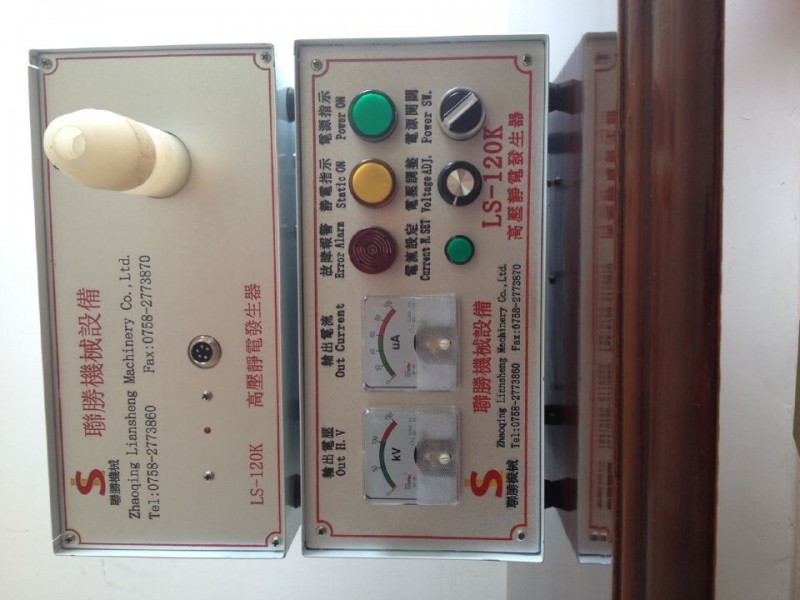 聯勝機械設備
聯勝機械
Zhaoqing Liansheng Machinery Co.,Ltd.
Tel:0758-2773860 Fax:0758-2773870
LS-120K 高壓靜電發生器
輸出電壓
Out H.V
輸出電流
Out Current
故障報警
Error Alarm
靜電指示
Static ON
電源指示
Power ON
kV
uA
電流設定
Current M.SET
電壓調整
Voltage ADJ.
電源開關
Power SW.
聯勝機械設備
聯勝機械
Zhaoqing Liansheng Mechinery Co.,Ltd.
Tel:0758-2773860 Fax:0758-2773870
LS-120K
高壓靜電發生器